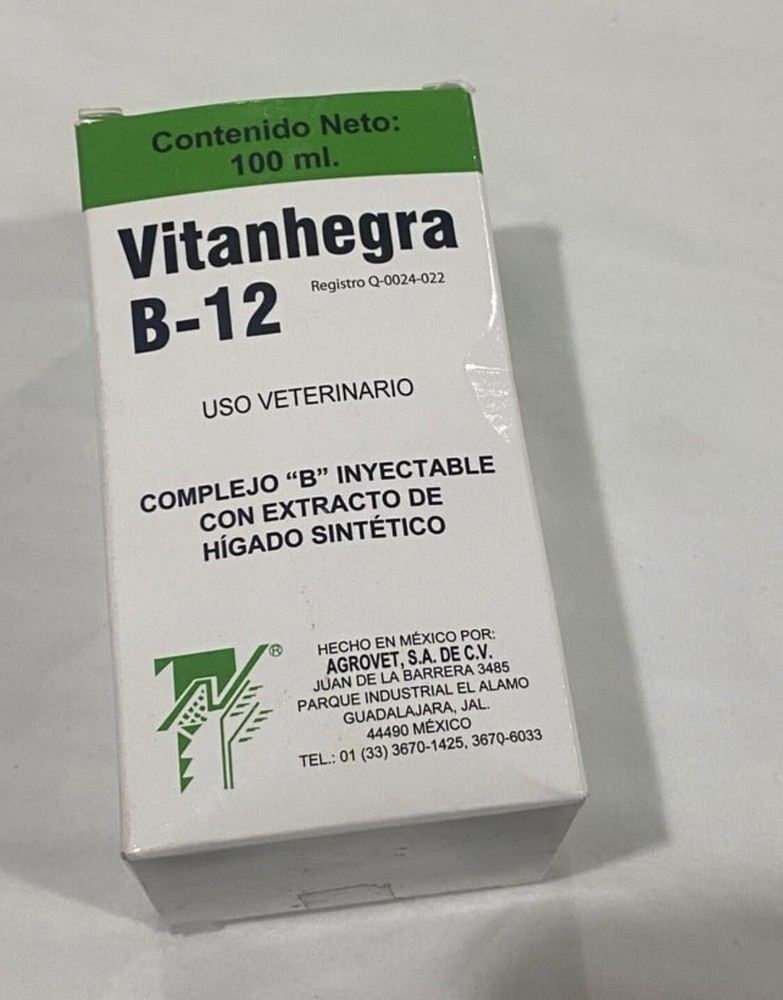 Contenido Neto:
100 ml.
Vitanhegra
B-12
Registro Q-0024-022
USO VETERINARIO
COMPLEJO “B” INYECTABLE
CON EXTRACTO DE
HÍGADO SINTÉTICO
®
HECHO EN MÉXICO POR:
AGROVET, S.A. DE C.V.
JUAN DE LA BARRERA 3485
PARQUE INDUSTRIAL EL ALAMO
GUADALAJARA, JAL.
44490 MÉXICO
TEL.: 01 (33) 3670-1425, 3670-6033